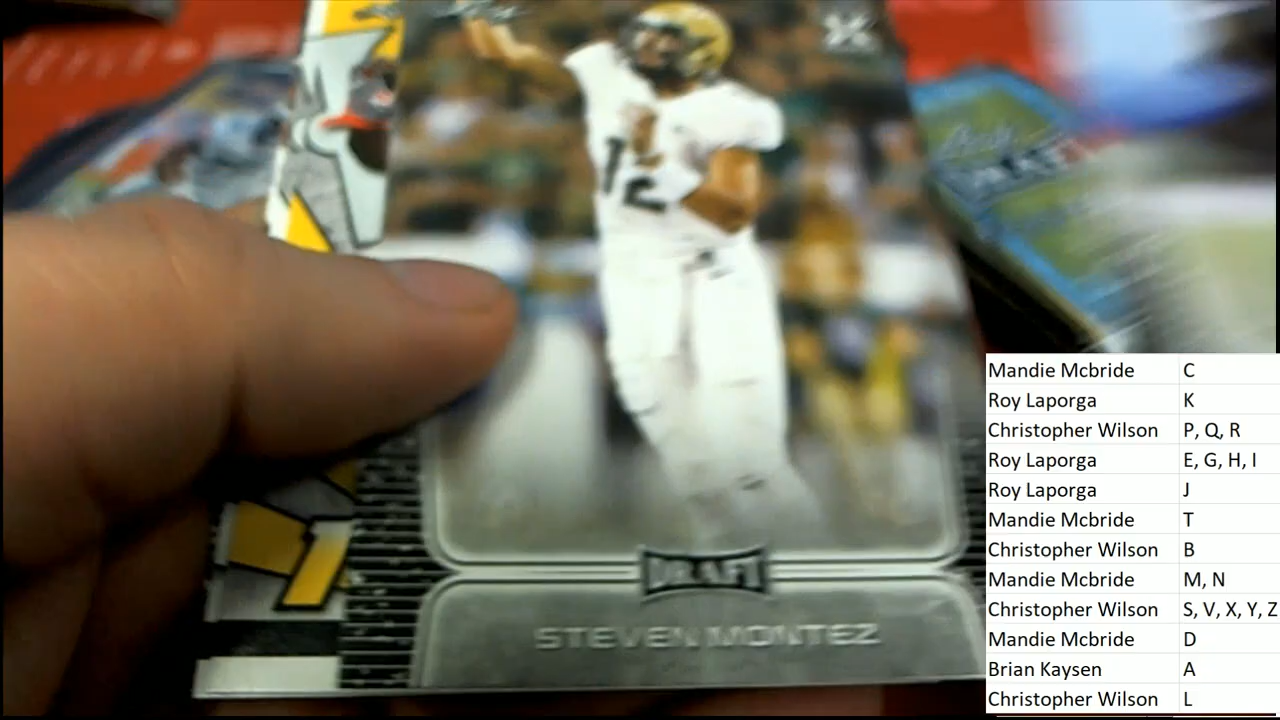 12
DRAFT
STEVEN MONTEZ
Mandie Mcbride C
Roy Laporga K
Christopher Wilson P, Q, R
Roy Laporga E, G, H, I
Roy Laporga J
Mandie Mcbride T
Christopher Wilson B
Mandie Mcbride M, N
Christopher Wilson S, V, X, Y, Z
Mandie Mcbride D
Brian Kaysen A
Christopher Wilson L